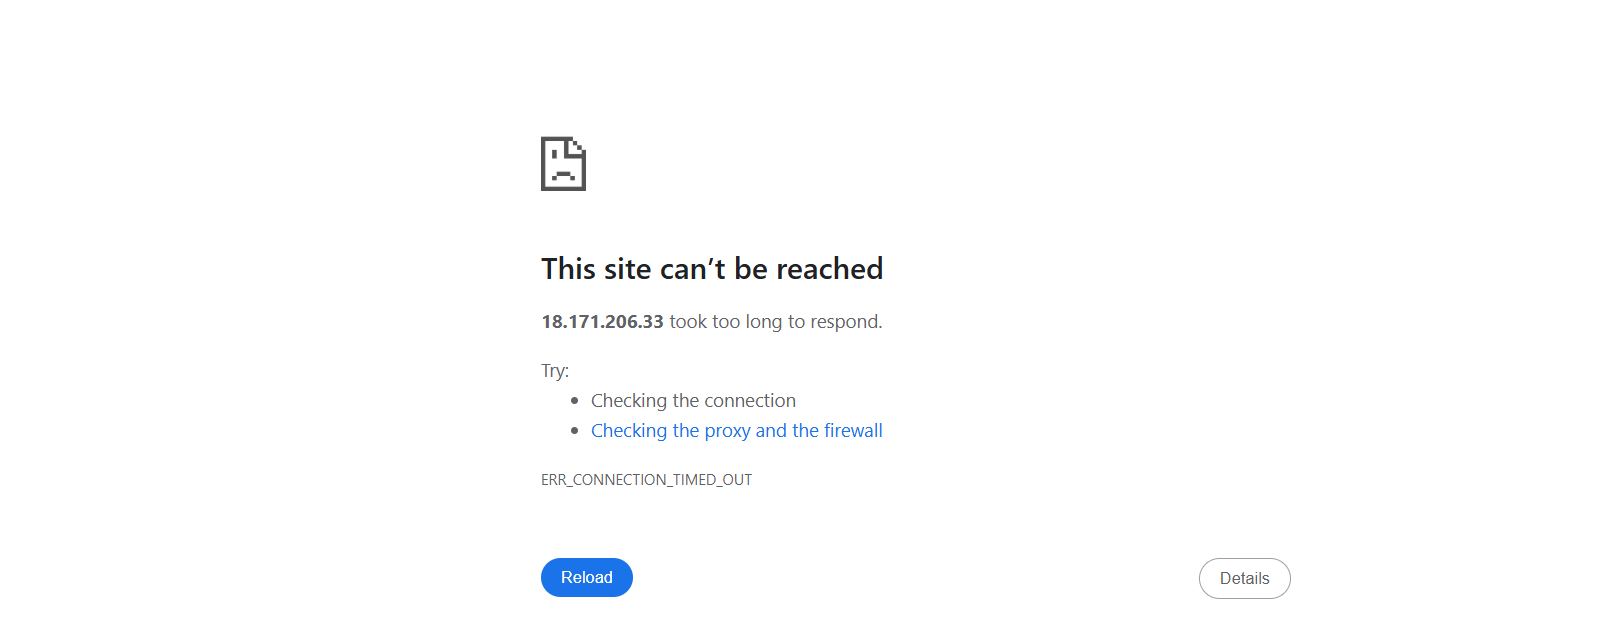 This site can’t be reached
18.171.206.33 took too long to respond.
Try:
Checking the connection
Checking the proxy and the firewall
ERR_CONNECTION_TIMED_OUT
Reload
Details